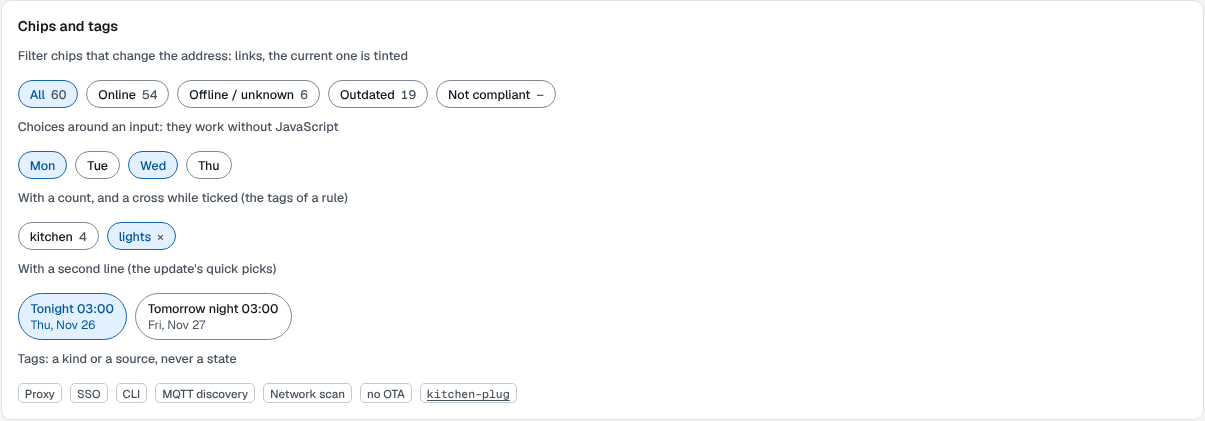 Chips and tags
Filter chips that change the address: links, the current one is tinted
All 60 Online 54 Offline / unknown 6 Outdated 19 Not compliant –
Choices around an input: they work without JavaScript
Mon Tue Wed Thu
With a count, and a cross while ticked (the tags of a rule)
kitchen 4 lights ×
With a second line (the update's quick picks)
Tonight 03:00 Tomorrow night 03:00
Thu, Nov 26 Fri, Nov 27
Tags: a kind or a source, never a state
Proxy SSO CLI MQTT discovery Network scan no OTA kitchen-plug